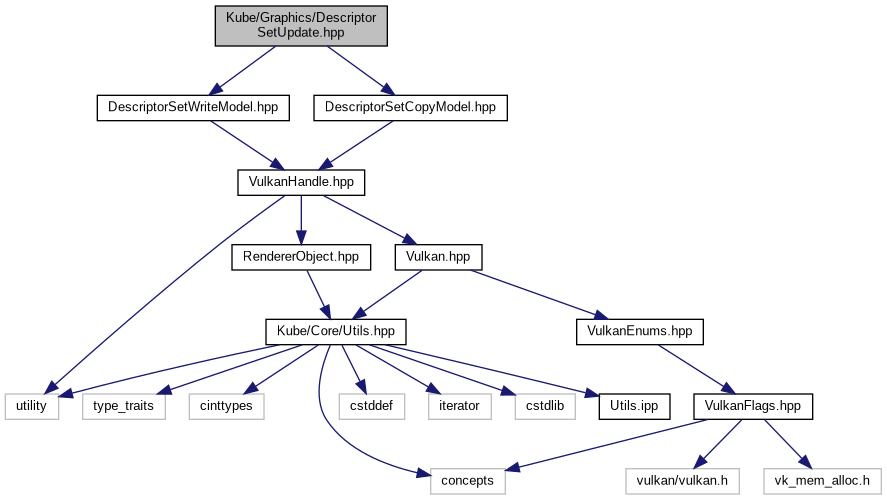 Kube/Graphics/Descriptor
SetUpdate.hpp
DescriptorSetWriteModel.hpp
DescriptorSetCopyModel.hpp
VulkanHandle.hpp
RendererObject.hpp
Vulkan.hpp
Kube/Core/Utils.hpp
VulkanEnums.hpp
utility
type_traits
cinttypes
cstddef
iterator
cstdlib
Utils.ipp
VulkanFlags.hpp
concepts
vulkan/vulkan.h
vk_mem_alloc.h